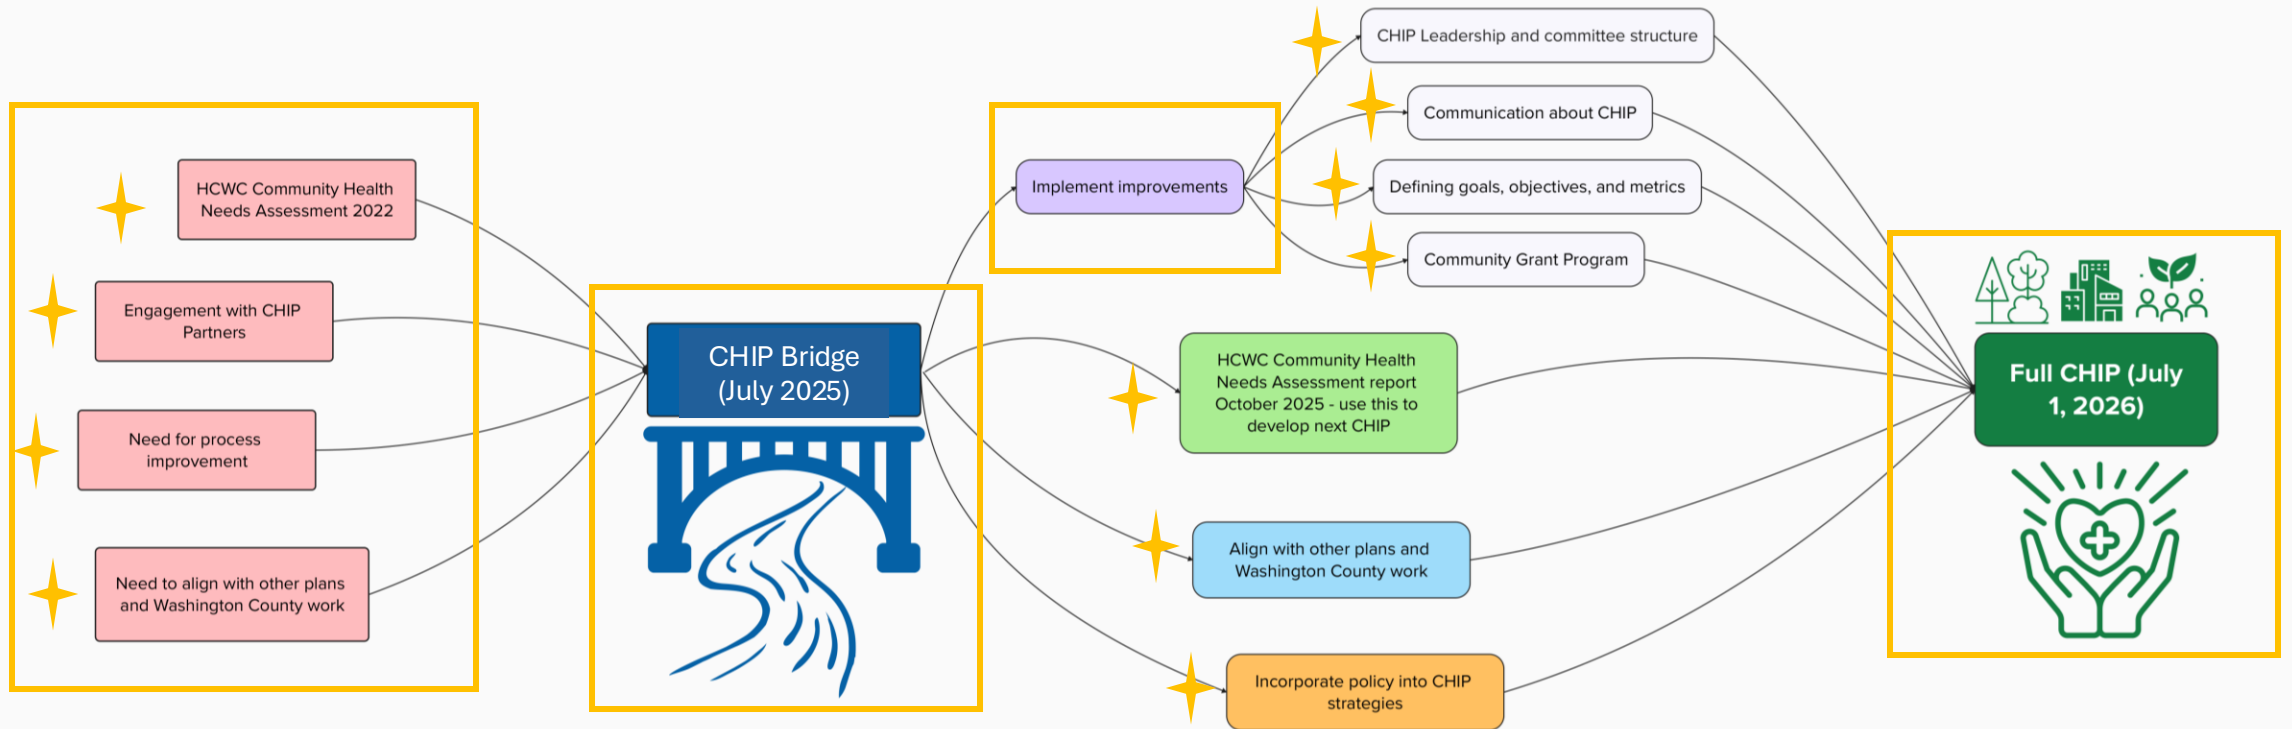 HCWC Community Health
Needs Assessment 2022
Engagement with CHIP
Partners
Need for process
improvement
Need to align with other plans
and Washington County work
CHIP Bridge
(July 2025)
Implement improvements
CHIP Leadership and committee structure
Communication about CHIP
Defining goals, objectives, and metrics
Community Grant Program
HCWC Community Health
Needs Assessment report
October 2025 - use this to
develop next CHIP
Align with other plans and
Washington County work
Incorporate policy into CHIP
strategies
Full CHIP (July
1, 2026)